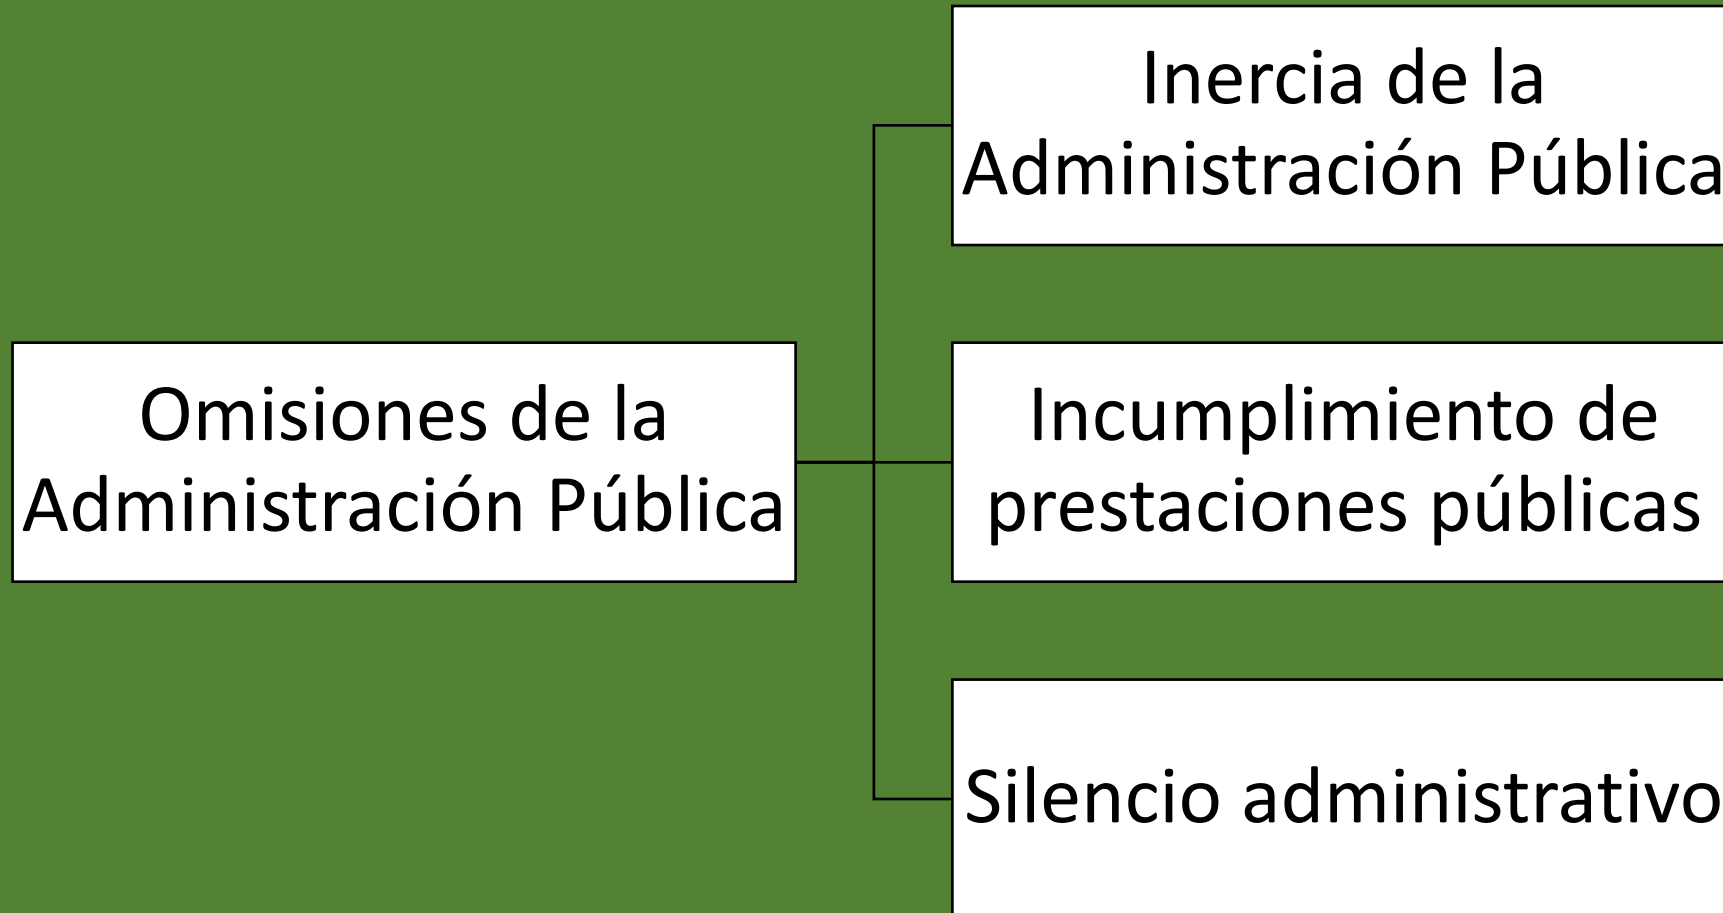 Omisiones de la
Administración Pública
Inercia de la
Administración Pública
Incumplimiento de
prestaciones públicas
Silencio administrativo